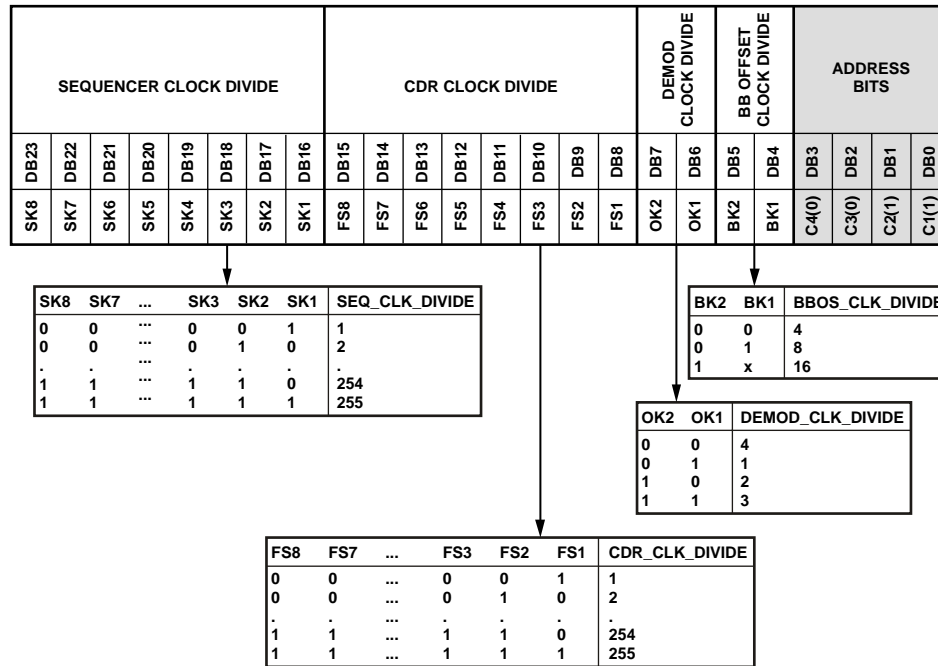 SEQUENCER CLOCK DIVIDE CDR CLOCK DIVIDE DEMOD CLOCK DIVIDE BB OFFSET CLOCK DIVIDE ADDRESS BITS
DB23 DB22 DB21 DB20 DB19 DB18 DB17 DB16 DB15 DB14 DB13 DB12 DB11 DB10 DB9 DB8 DB7 DB6 DB5 DB4 DB3 DB2 DB1 DB0
SK8 SK7 SK6 SK5 SK4 SK3 SK2 SK1 FS8 FS7 FS6 FS5 FS4 FS3 FS2 FS1 OK2 OK1 BK2 BK1 C4(0) C3(0) C2(1) C1(1)
SK8 SK7 ... SK3 SK2 SK1 SEQ_CLK_DIVIDE
0 0 ... 0 0 1 1
0 0 ... 0 1 0 2
. . ... . . . .
1 1 ... 1 1 0 254
1 1 ... 1 1 1 255
BK2 BK1 BBOS_CLK_DIVIDE
0 0 4
0 1 8
1 x 16
OK2 OK1 DEMOD_CLK_DIVIDE
0 0 4
0 1 1
1 0 2
1 1 3
FS8 FS7 ... FS3 FS2 FS1 CDR_CLK_DIVIDE
0 0 ... 0 0 1 1
0 0 ... 0 1 0 2
. . ... . . . .
1 1 ... 1 1 0 254
1 1 ... 1 1 1 255